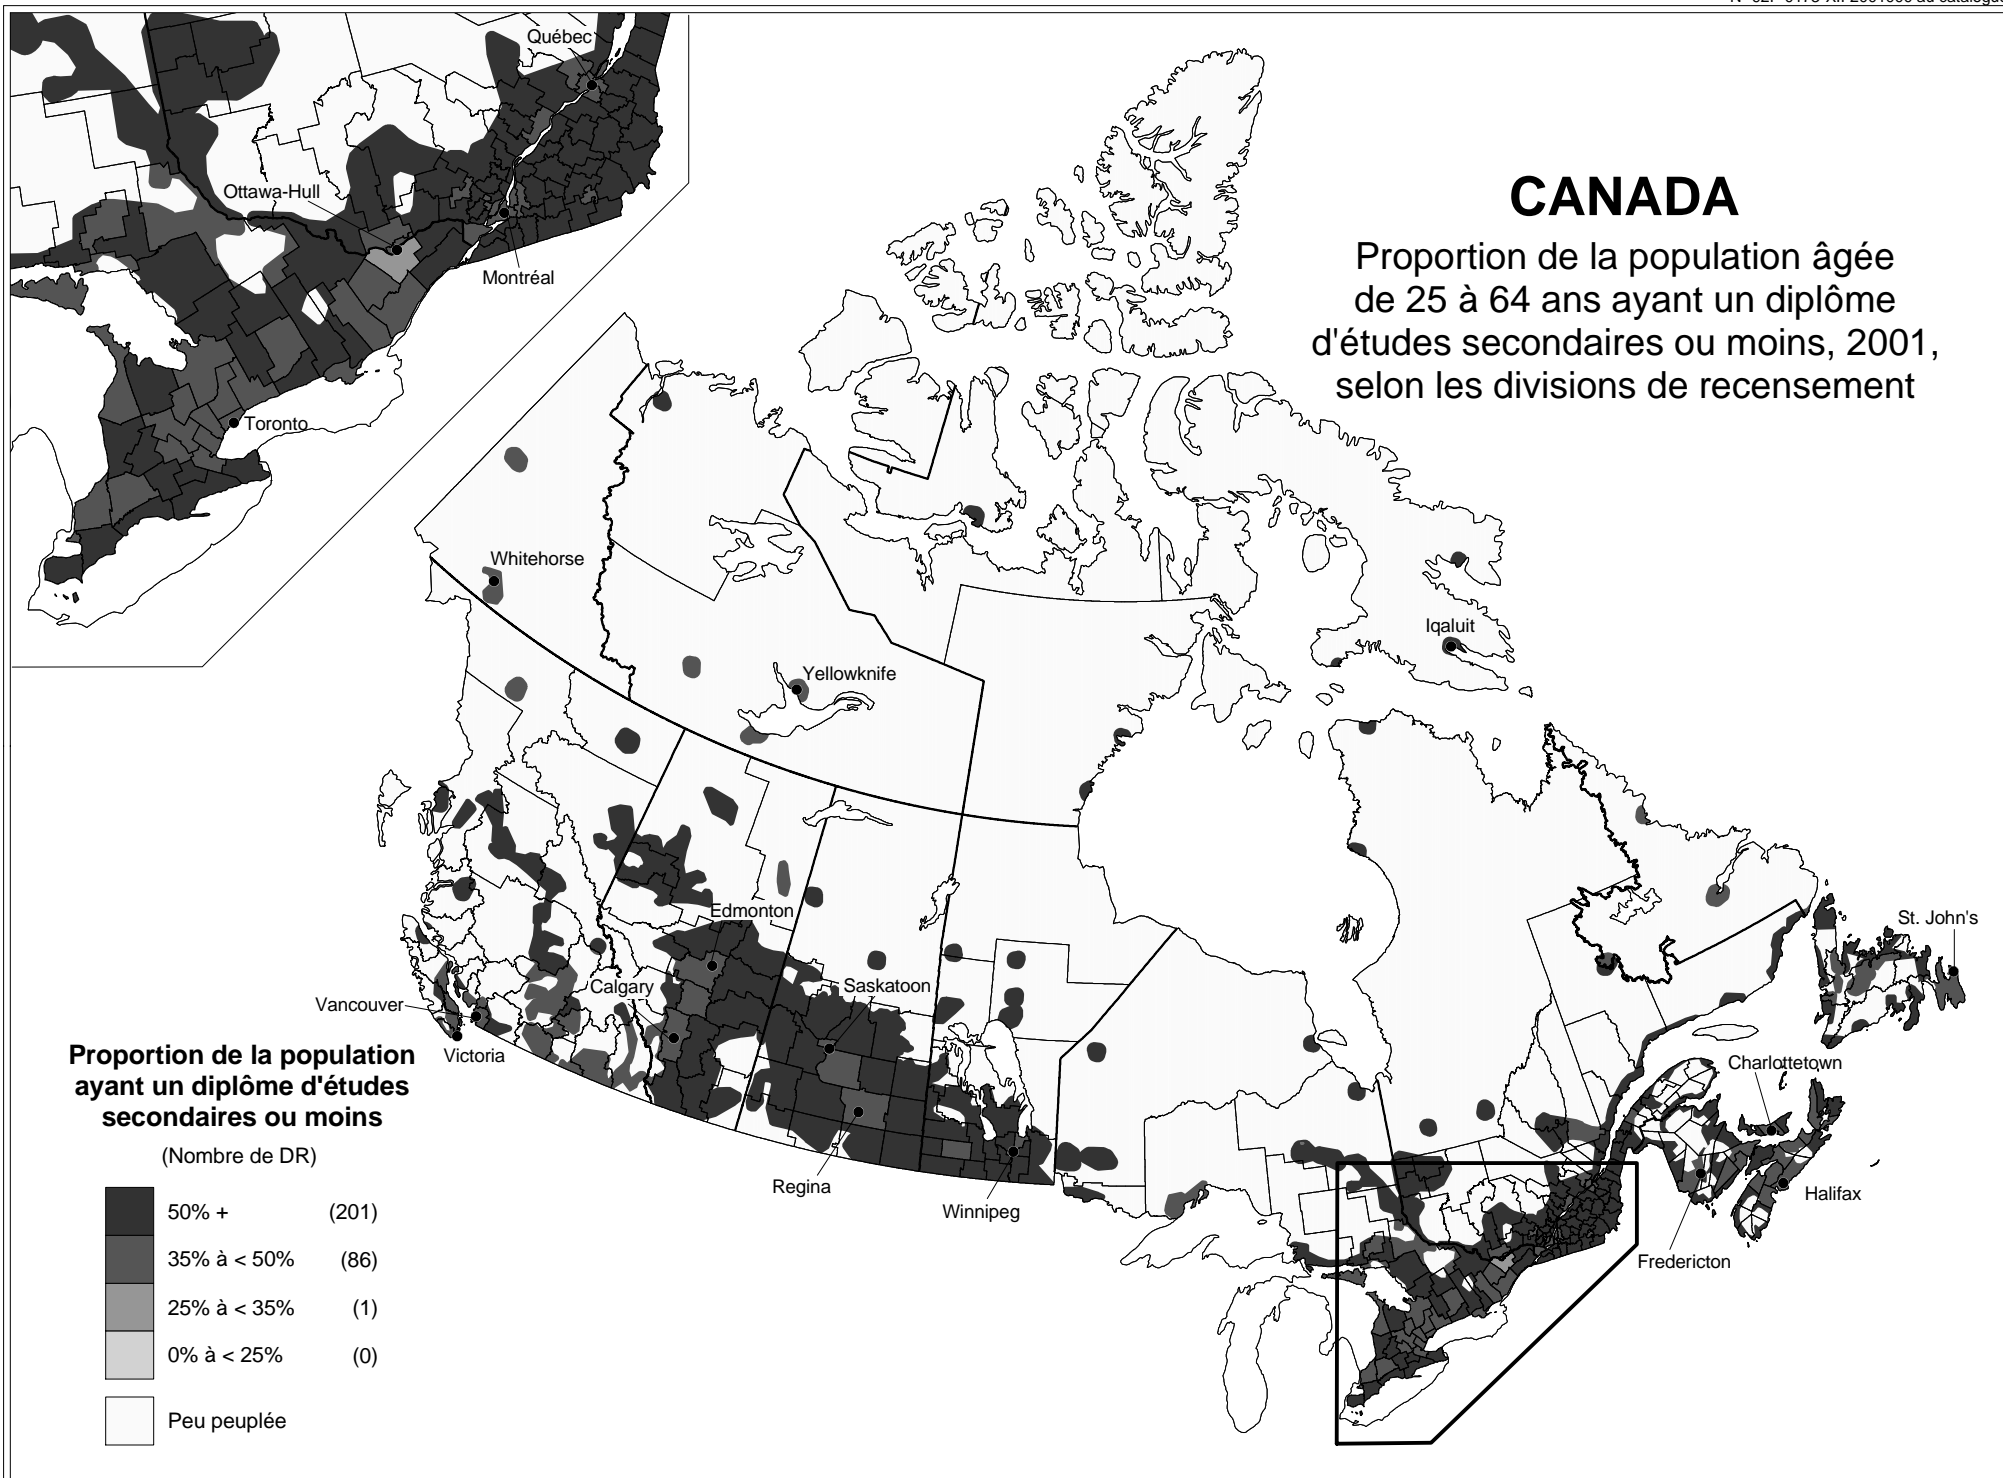 CANADA
Proportion de la population âgée
de 25 à 64 ans ayant un diplôme
d'études secondaires ou moins, 2001,
selon les divisions de recensement
Québec
Ottawa-Hull
Montréal
Toronto
Whitehorse
Yellowknife
Iqaluit
Edmonton
Calgary
Saskatoon
Vancouver
Victoria
Regina
Winnipeg
St. John's
Charlottetown
Halifax
Fredericton
Proportion de la population
ayant un diplôme d'études
secondaires ou moins
(Nombre de DR)
50% + (201)
35% à < 50% (86)
25% à < 35% (1)
0% à < 25% (0)
Peu peuplée